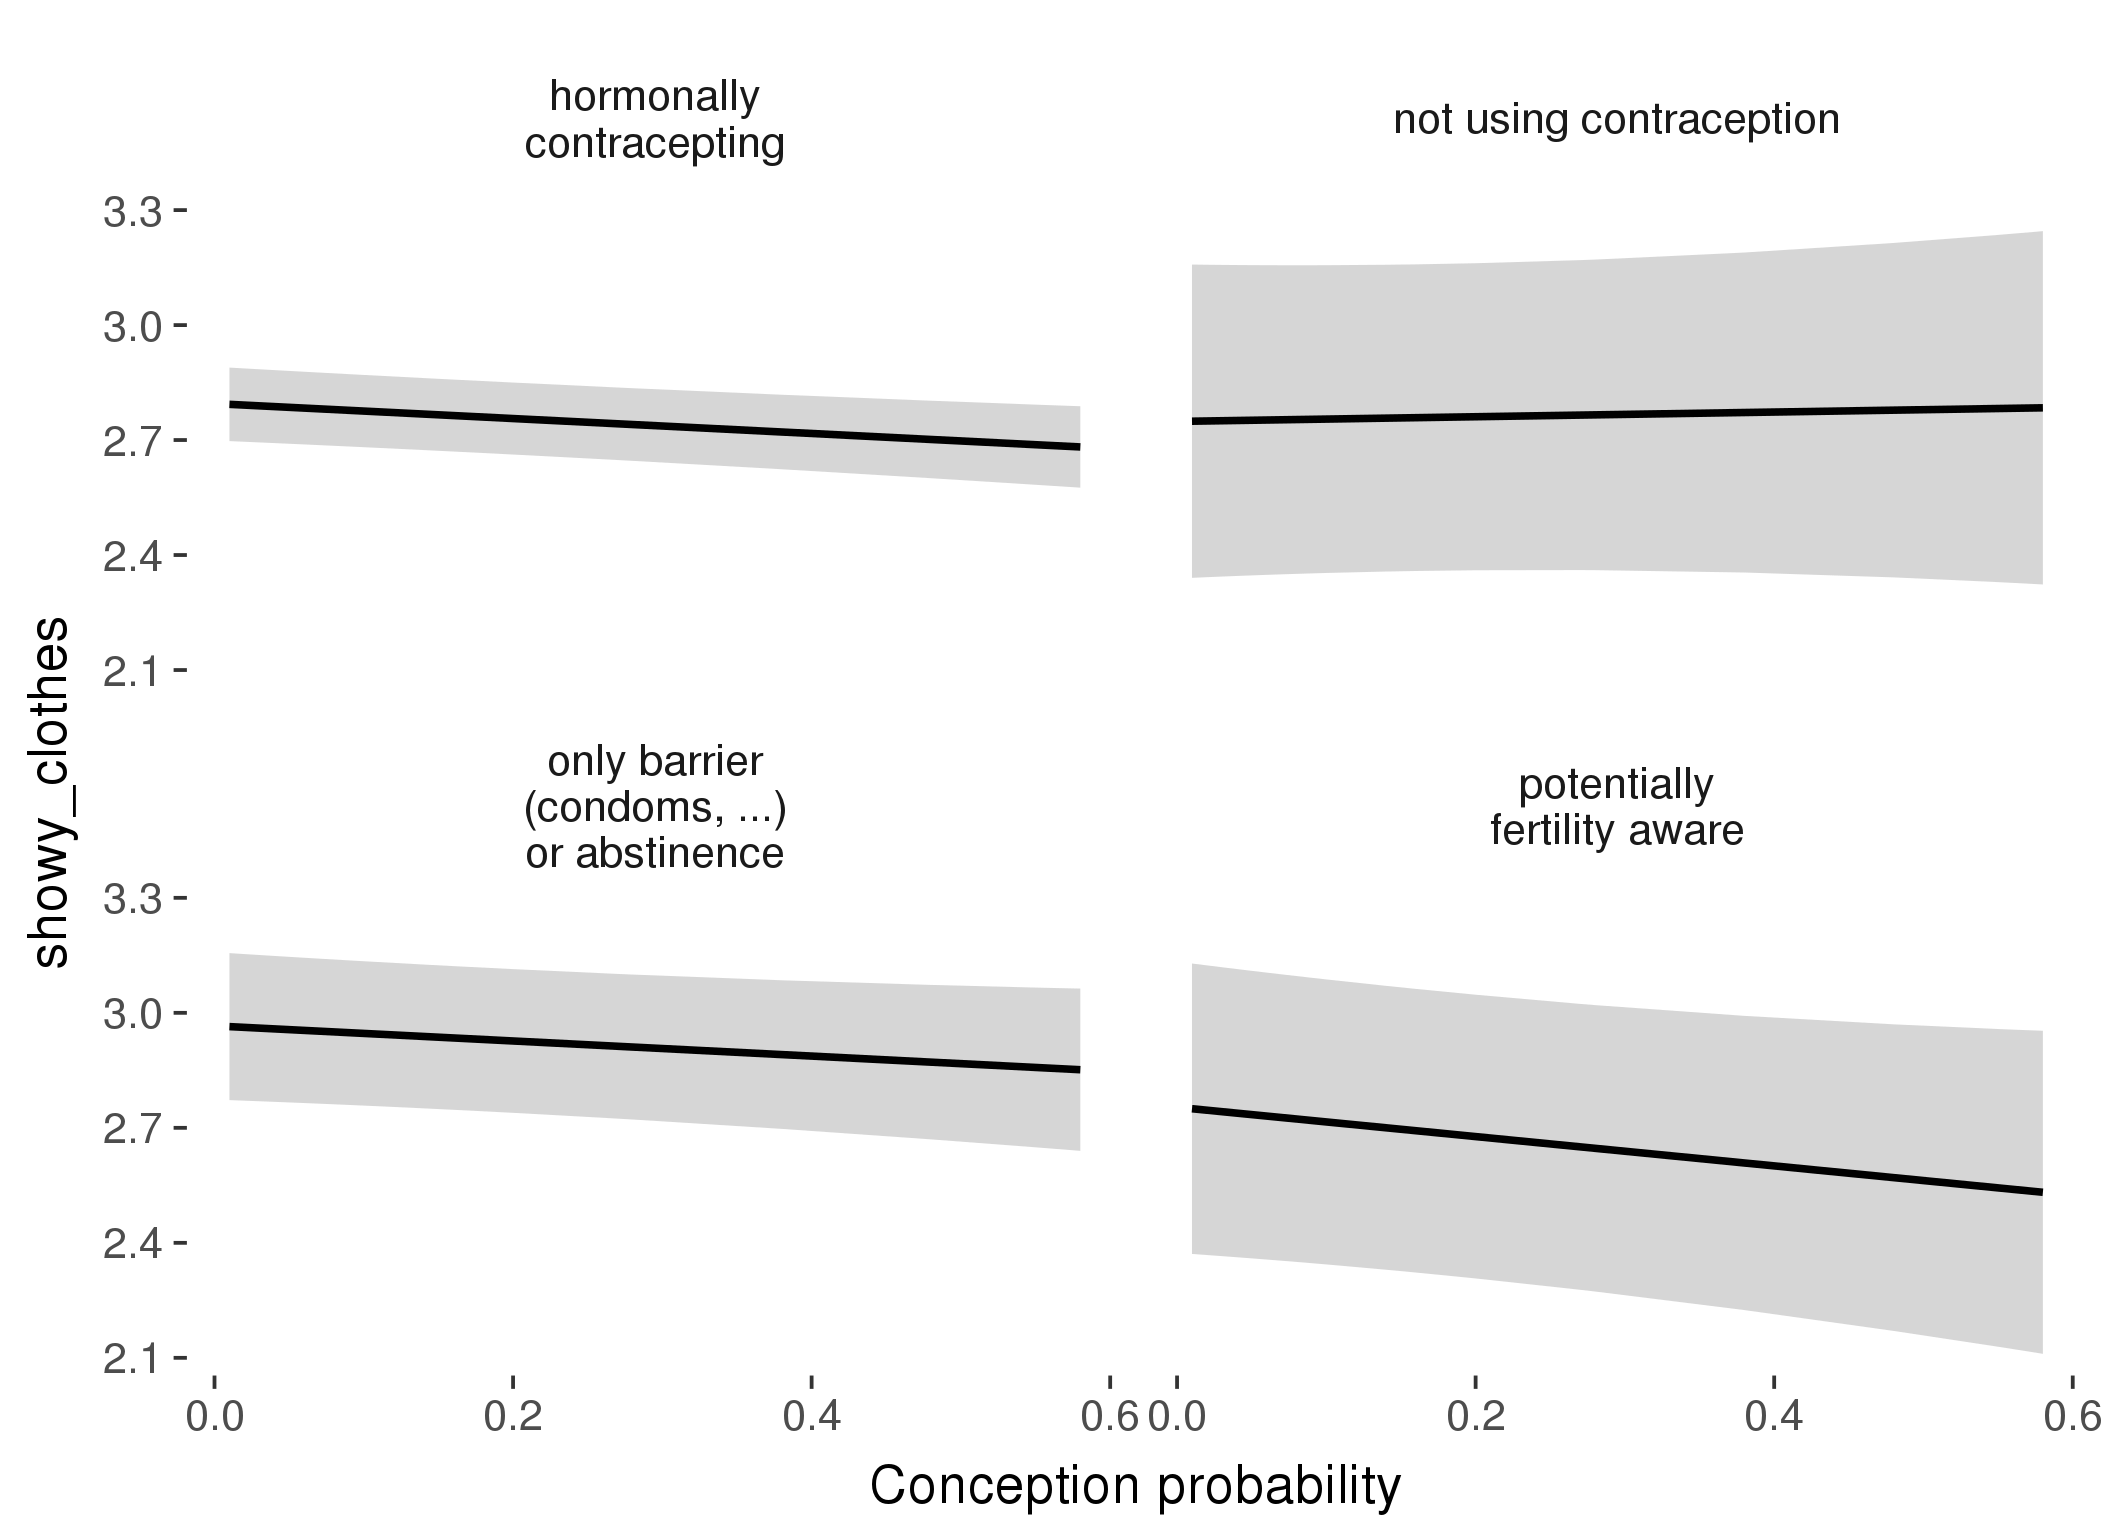 hormonally
contracepting
not using contraception
3.3
3.0
2.7
2.4
2.1
showy_clothes
only barrier
(condoms, ...)
or abstinence
potentially
fertility aware
3.3
3.0
2.7
2.4
2.1
0.0 0.2 0.4 0.6 0.0 0.2 0.4 0.6
Conception probability